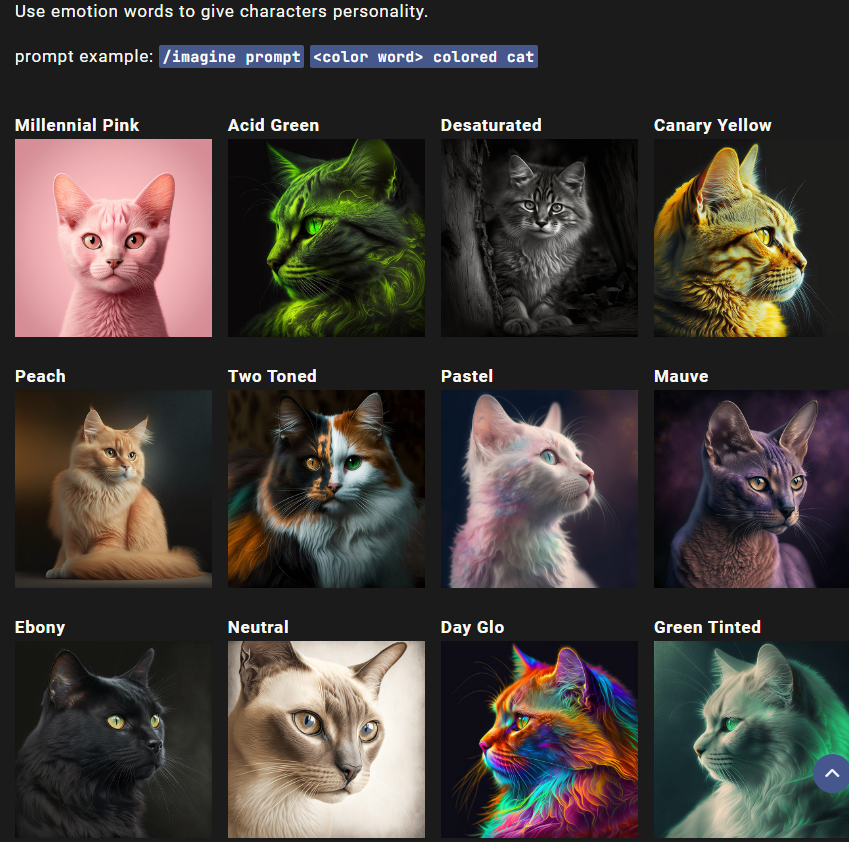 Use emotion words to give characters personality.
prompt example: /imagine prompt <color word> colored cat
Millennial Pink
Acid Green
Desaturated
Canary Yellow
Peach
Two Toned
Pastel
Mauve
Ebony
Neutral
Day Glo
Green Tinted